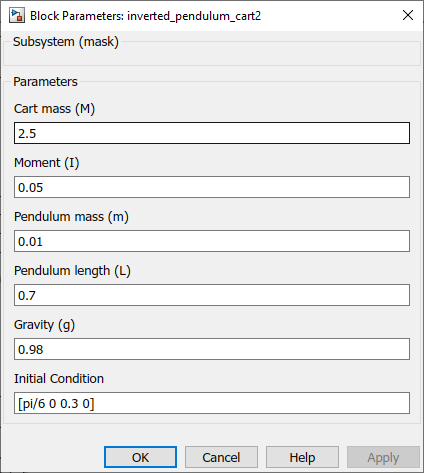 Block Parameters: inverted_pendulum_cart2
Subsystem (mask)
Parameters
Cart mass (M)
2.5
Moment (I)
0.05
Pendulum mass (m)
0.01
Pendulum length (L)
0.7
Gravity (g)
0.98
Initial Condition
[pi/6 0 0.3 0]
OK Cancel Help Apply